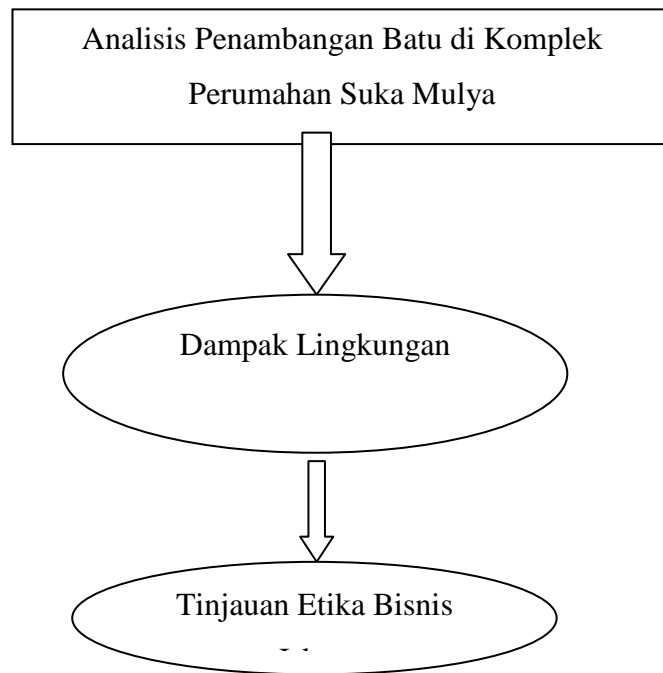 Analisis Penambangan Batu di Komplek
Perumahan Suka Mulya
Dampak Lingkungan
Tinjauan Etika Bisnis